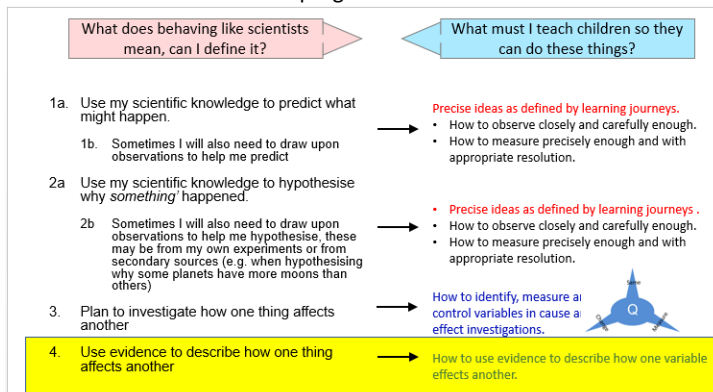 What does behaving like scientists
mean, can I define it?
What must I teach children so they
can do these things?
1a. Use my scientific knowledge to predict what
might happen.
1b. Sometimes I will also need to draw upon
observations to help me predict
Precise ideas as defined by learning journeys.
• How to observe closely and carefully enough.
• How to measure precisely enough and with
appropriate resolution.
2a Use my scientific knowledge to hypothesise
why something' happened.
2b Sometimes I will also need to draw upon
observations to help me hypothesise, these
may be from my own experiments or from
secondary sources (e.g. when hypothesising
why some planets have more moons than
others)
• Precise ideas as defined by learning journeys .
• How to observe closely and carefully enough.
• How to measure precisely enough and with
appropriate resolution.
3. Plan to investigate how one thing affects
another
How to identify, measure
control variables in cause
effect investigations.
Same
Q
Change
Measure
4. Use evidence to describe how one thing
affects another
How to use evidence to describe how one variable
effects another.